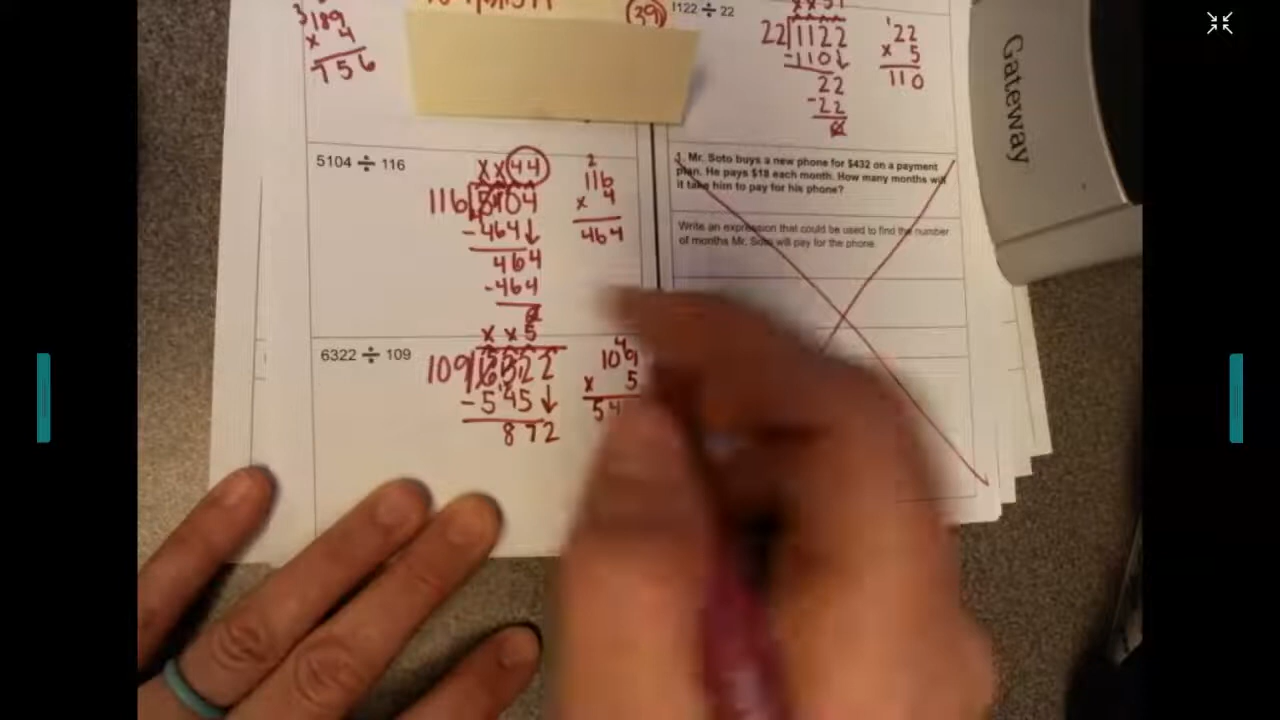 3189
x 4
756
39
1122 ÷ 22
22 1122
-110
22
-22
0
22
x 5
110
5104 ÷ 116
x x 44
116 5104
-464
464
-464
0
2
116
x 4
464
1. Mr. Soto buys a new phone for $432 on a payment
plan. He pays $18 each month. How many months will
it take him to pay for his phone?
Write an expression that could be used to find the number
of months Mr. Soto will pay for the phone.
6322 ÷ 109
x x 5
109 6322
-545
872
4
109
x 5
54
Gateway